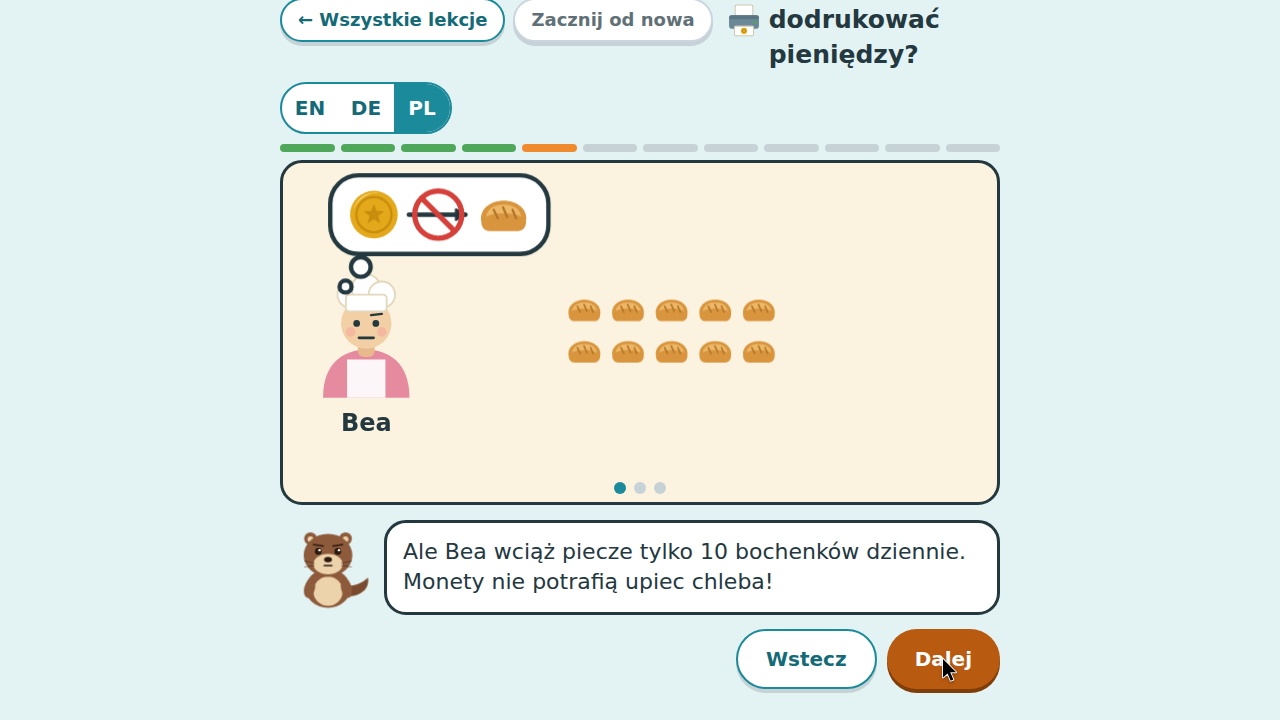 ← Wszystkie lekcje
Zacznij od nowa
dodrukować
pieniędzy?
EN DE PL
Bea
Ale Bea wciąż piecze tylko 10 bochenków dziennie.
Monety nie potrafią upiec chleba!
Wstecz
Dalej